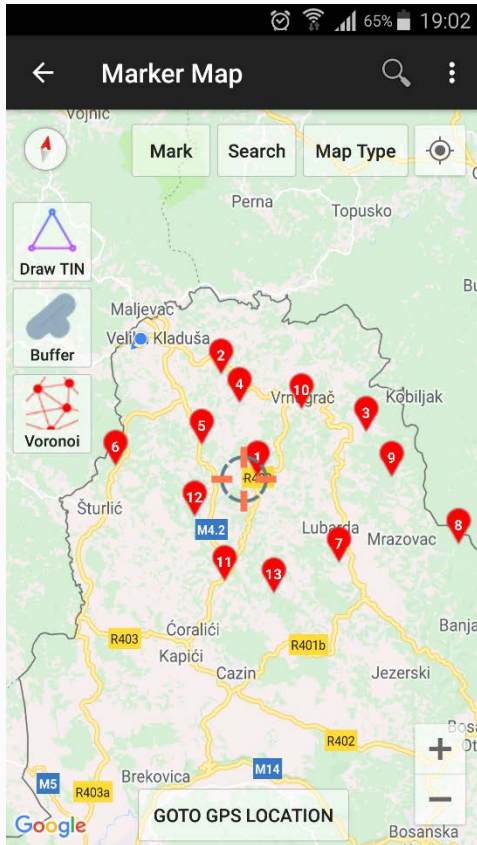 65% 19:02
Marker Map
Vojnić
Mark Search Map Type
Perna
Topusko
Draw TIN
Maljevac
Velika Kladuša
Buffer
2
4
10
Vrnograč
Kobiljak
3
5
Voronoi
6
1
9
12
Šturlić
M4.2
8
Lubarda
Mrazovac
7
11
13
Ćoralići
Banja
R403
R401b
Kapići
Cazin
Jezerski
R402
M14
Brekovica
M5
R403a
GOTO GPS LOCATION
Google
Bosanska